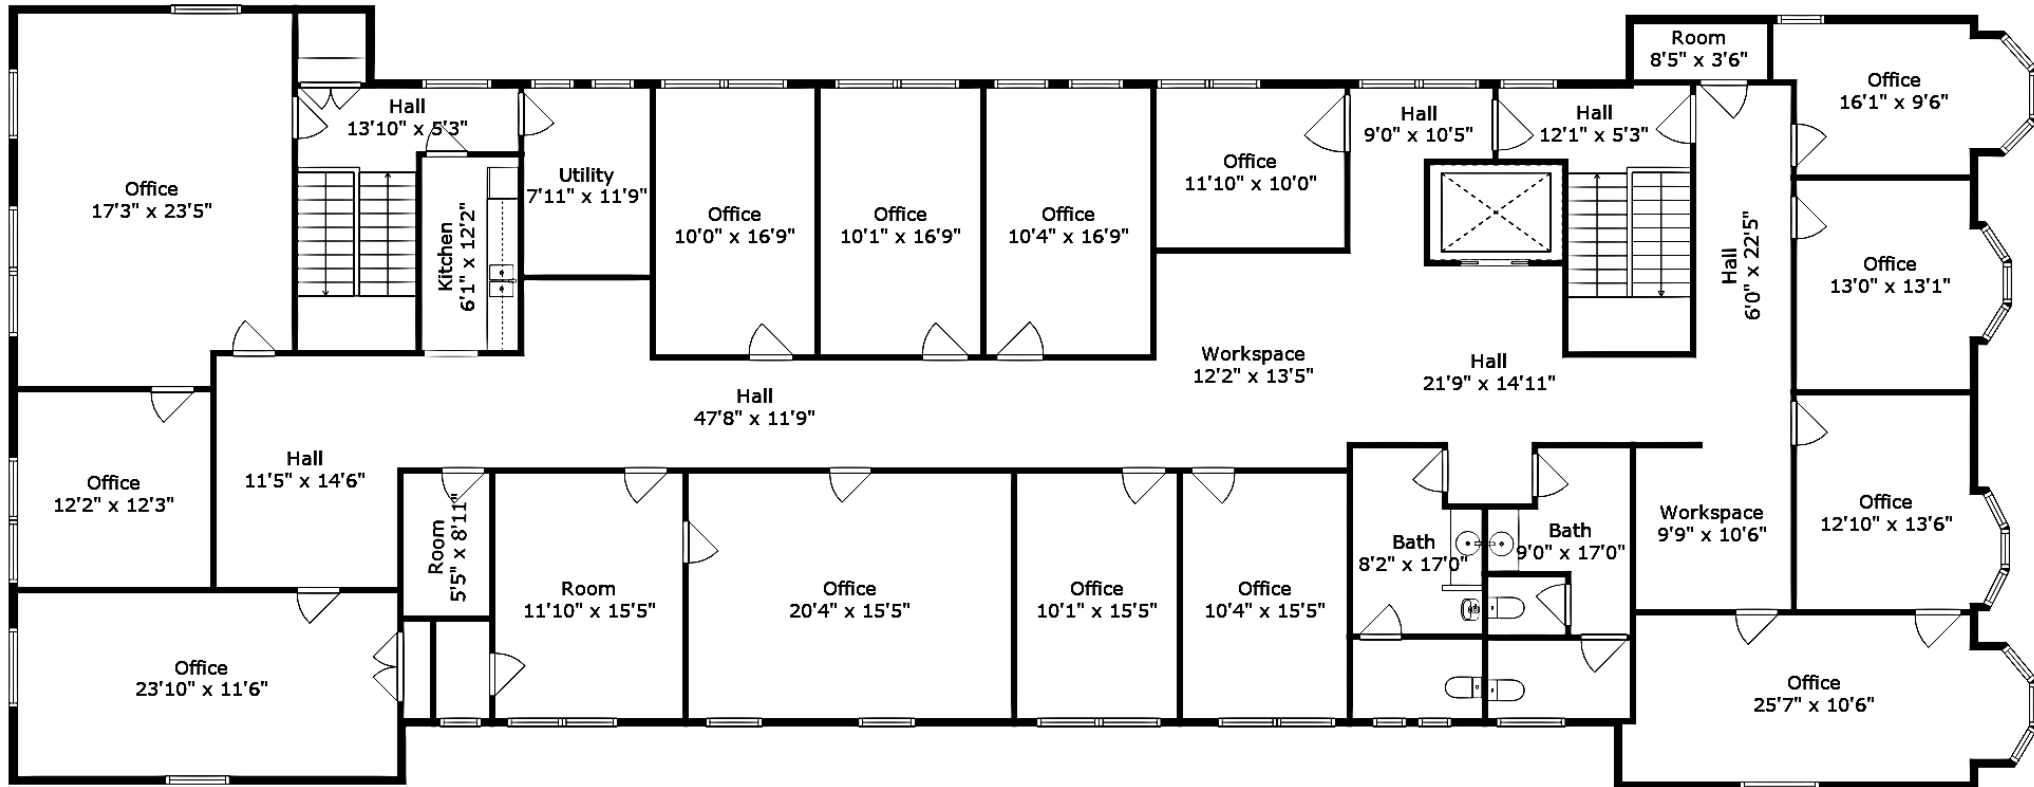 Room
8'5" x 3'6"
Office
16'1" x 9'6"
Hall
13'10" x 5'3"
Hall
9'0" x 10'5"
Hall
12'1" x 5'3"
Office
17'3" x 23'5"
Utility
7'11" x 11'9"
Office
11'10" x 10'0"
Kitchen
6'1" x 12'2"
Office
10'0" x 16'9"
Office
10'1" x 16'9"
Office
10'4" x 16'9"
Hall
6'0" x 22'5"
Office
13'0" x 13'1"
Workspace
12'2" x 13'5"
Hall
21'9" x 14'11"
Hall
47'8" x 11'9"
Hall
11'5" x 14'6"
Office
12'2" x 12'3"
Room
5'5" x 8'11"
Room
11'10" x 15'5"
Office
20'4" x 15'5"
Office
10'1" x 15'5"
Office
10'4" x 15'5"
Bath
8'2" x 17'0"
Bath
9'0" x 17'0"
Workspace
9'9" x 10'6"
Office
12'10" x 13'6"
Office
23'10" x 11'6"
Office
25'7" x 10'6"